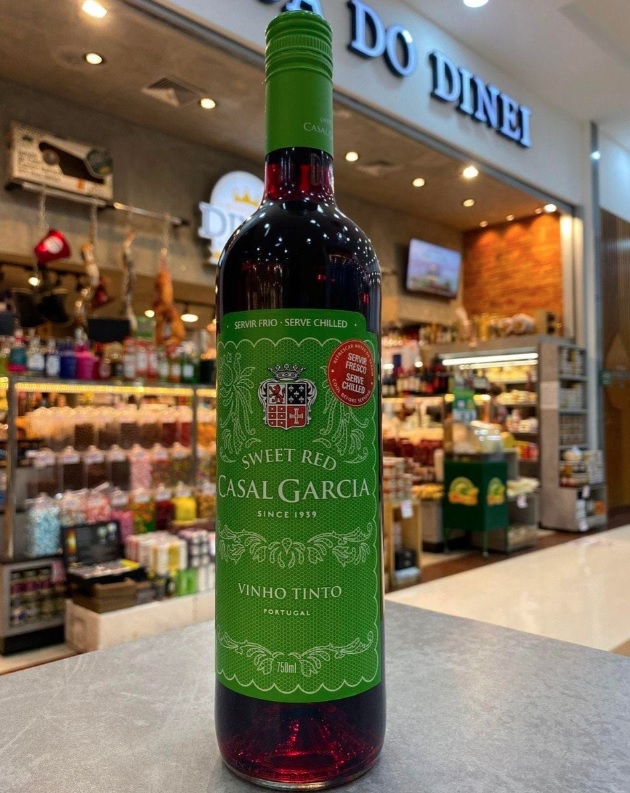 DO DINEI
CASAL
SERVIR FRIO · SERVE CHILLED
SERVIR
FRESCO
SERVE
CHILLED
SWEET RED
CASAL GARCIA
SINCE 1959
VINHO TINTO
PORTUGAL
750ml